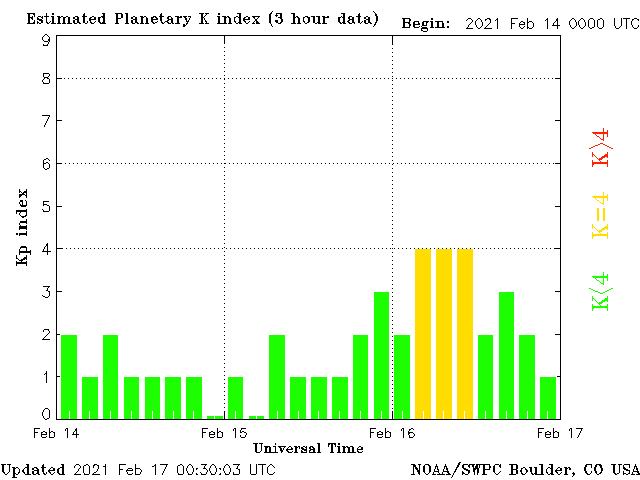 Estimated Planetary K index (3 hour data) Begin: 2021 Feb 14 0000 UTC
9
8
7
6
5
4
3
2
1
0
Kp index
K>4
K=4
K<4
Feb 14 Feb 15 Feb 16 Feb 17
Universal Time
Updated 2021 Feb 17 00:30:03 UTC NOAA/SWPC Boulder, CO USA